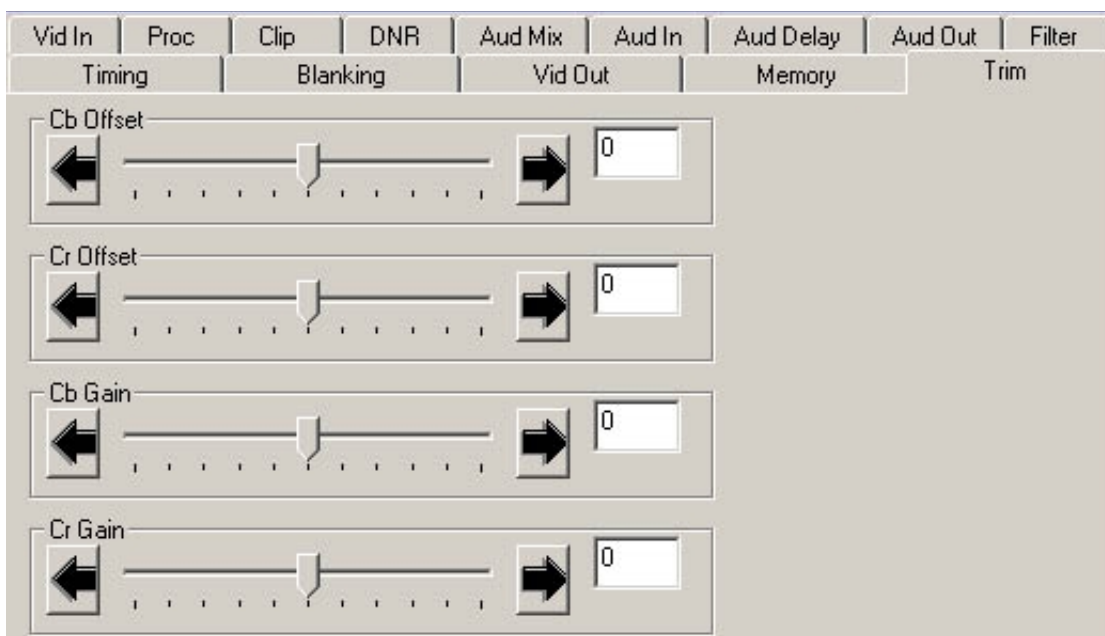 Vid In Proc Clip DNR Aud Mix Aud In Aud Delay Aud Out Filter
Timing Blanking Vid Out Memory Trim
Cb Offset
0
Cr Offset
0
Cb Gain
0
Cr Gain
0